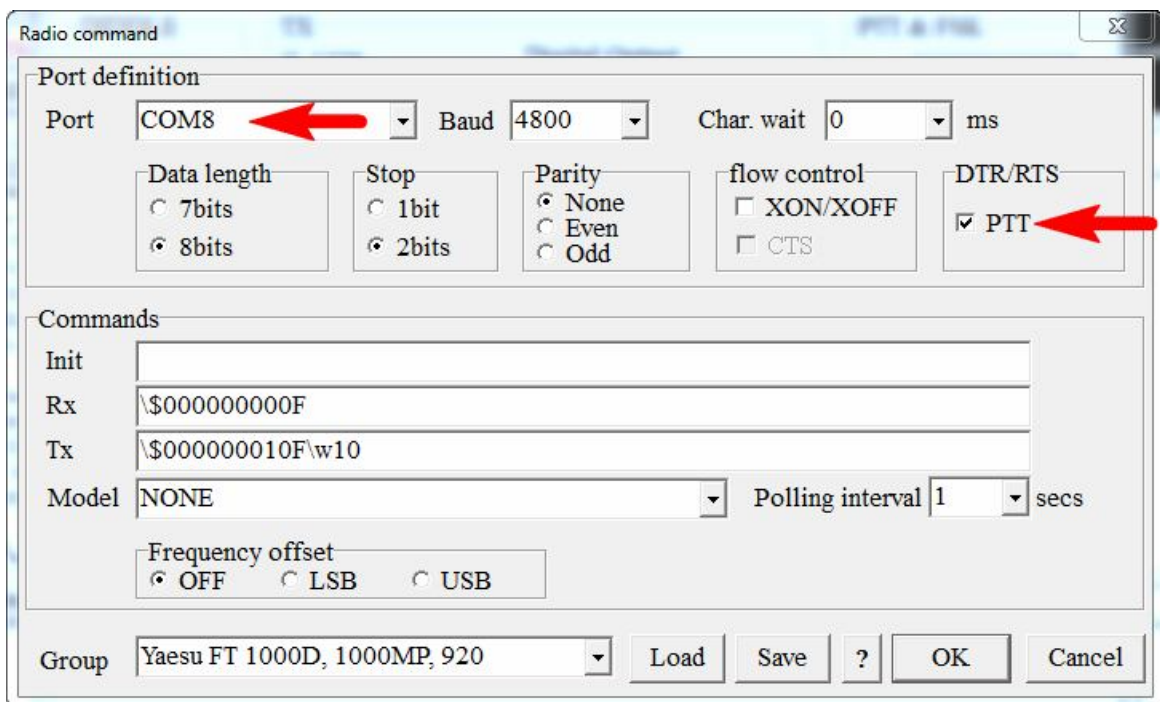 Radio command
Port definition
Port COM8 Baud 4800 Char. wait 0 ms
Data length Stop Parity flow control DTR/RTS
7bits 1bit None XON/XOFF PTT
Even
8bits 2bits Odd CTS
Commands
Init
Rx \$000000000F
Tx \$000000010F\w10
Model NONE Polling interval 1 secs
Frequency offset
OFF LSB USB
Group Yaesu FT 1000D, 1000MP, 920 Load Save ? OK Cancel